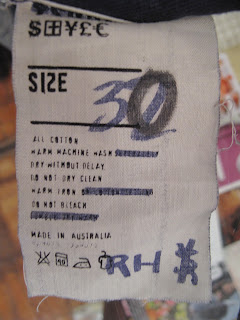 SIZE
30
ALL COTTON
WARM MACHINE WASH
DRY WITHOUT DELAY
DO NOT DRY CLEAN
WARM IRON
DO NOT BLEACH
MADE IN AUSTRALIA
RH